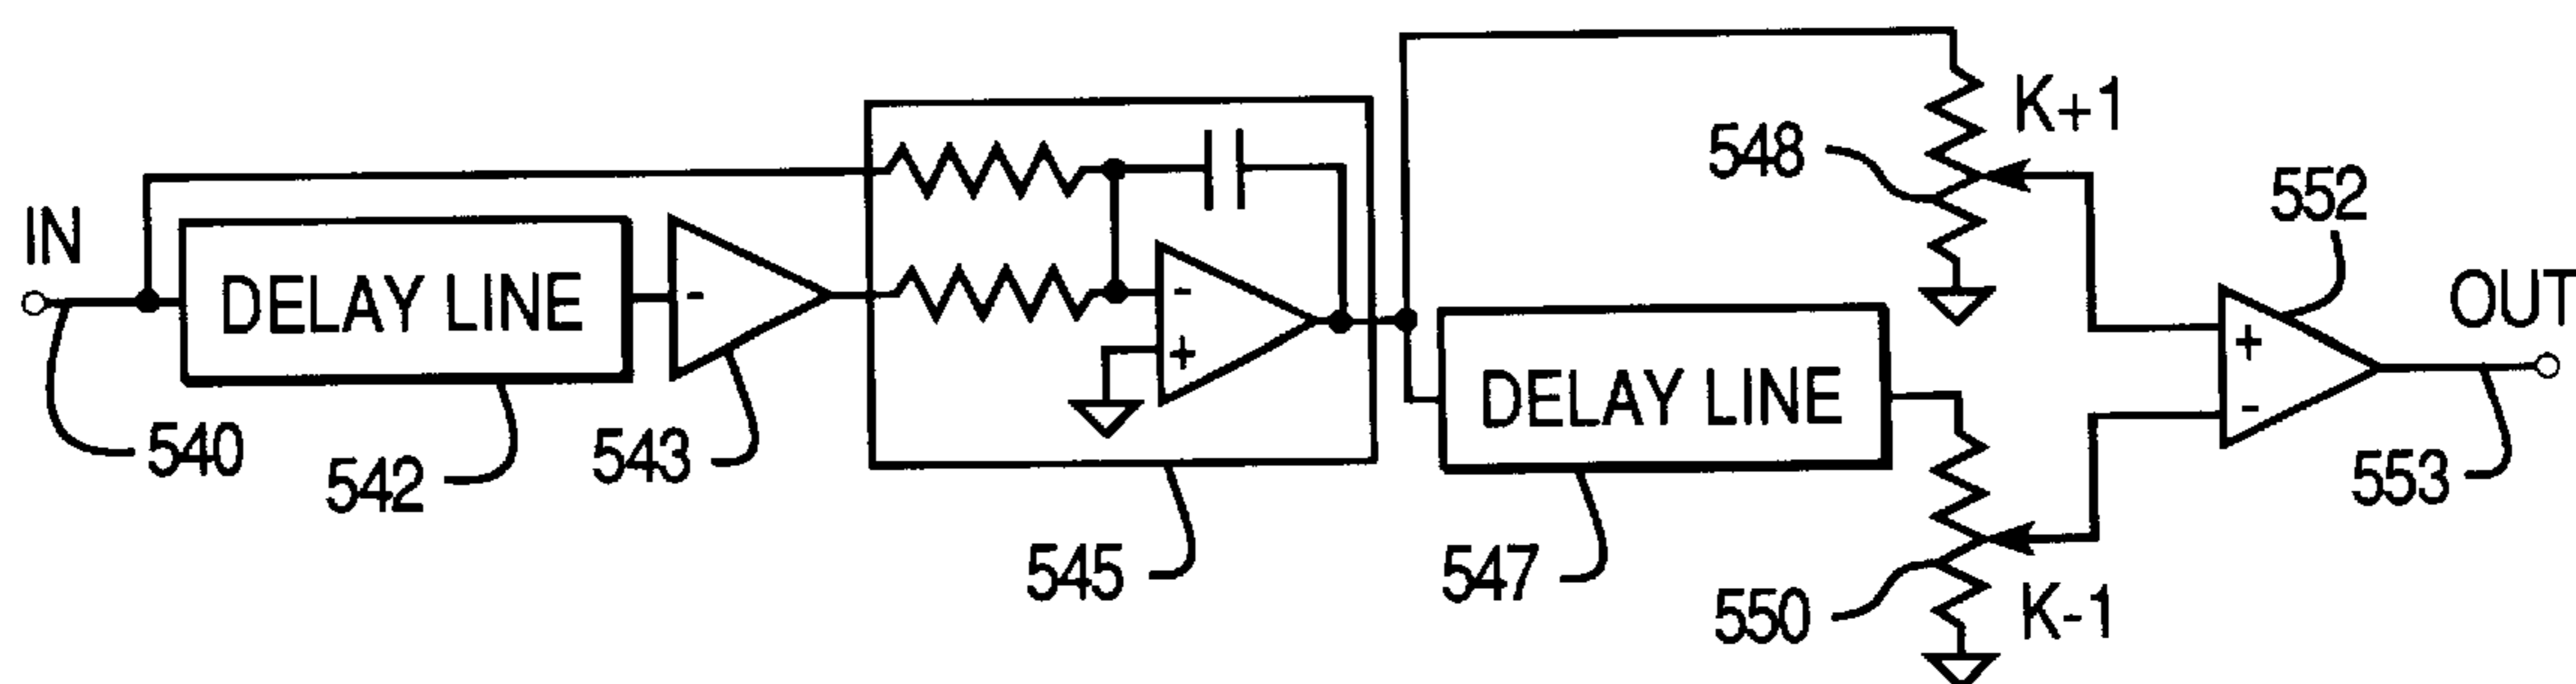 IN
540
DELAY LINE
542
-
543
-
+
545
DELAY LINE
547
548
K+1
550
K-1
+
-
552
OUT
553